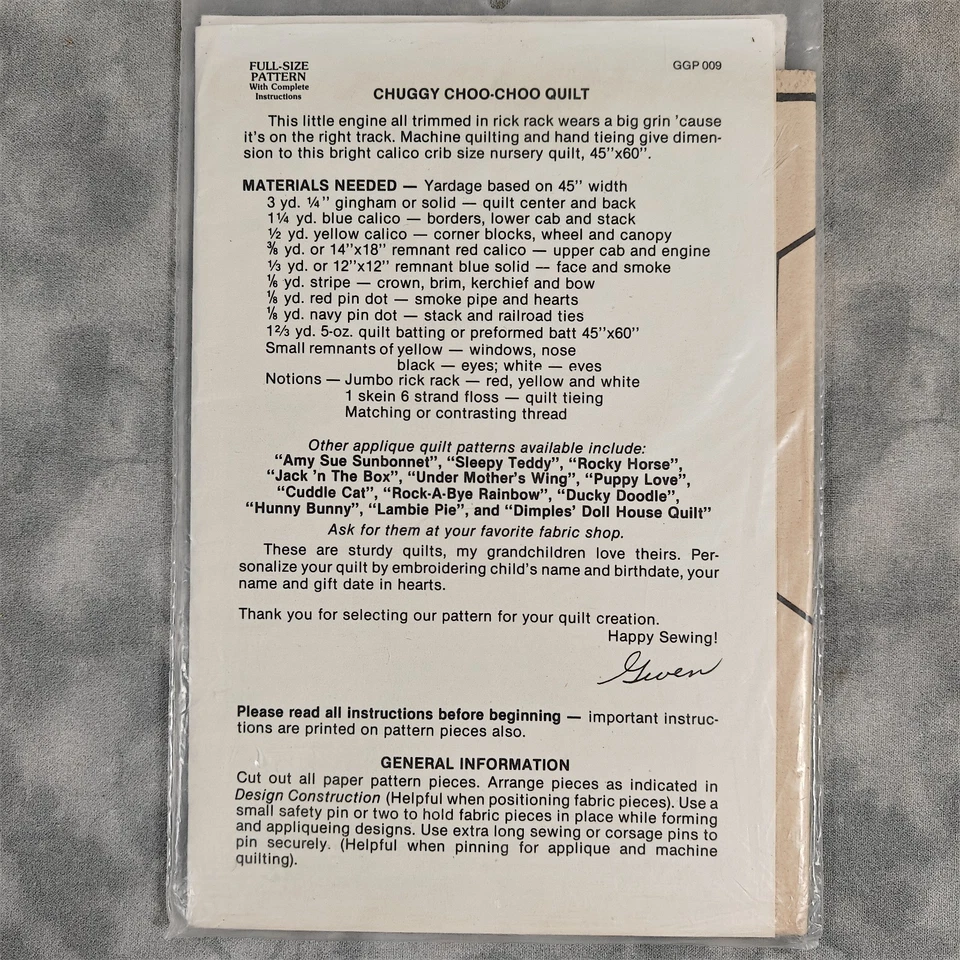 FULL-SIZE
PATTERN
With Complete
Instructions
GGP 009
CHUGGY CHOO-CHOO QUILT
This little engine all trimmed in rick rack wears a big grin 'cause
it's on the right track. Machine quilting and hand tieing give dimen-
sion to this bright calico crib size nursery quilt, 45"x60".
MATERIALS NEEDED — Yardage based on 45" width
3 yd. ¼" gingham or solid — quilt center and back
1¼ yd. blue calico — borders, lower cab and stack
½ yd. yellow calico — corner blocks, wheel and canopy
⅜ yd. or 14"x18" remnant red calico — upper cab and engine
⅓ yd. or 12"x12" remnant blue solid — face and smoke
⅙ yd. stripe — crown, brim, kerchief and bow
⅛ yd. red pin dot — smoke pipe and hearts
⅛ yd. navy pin dot — stack and railroad ties
1⅔ yd. 5-oz. quilt batting or preformed batt 45"x60"
Small remnants of yellow — windows, nose
black — eyes; white — eyes
Notions — Jumbo rick rack — red, yellow and white
1 skein 6 strand floss — quilt tieing
Matching or contrasting thread
Other applique quilt patterns available include:
"Amy Sue Sunbonnet", "Sleepy Teddy", "Rocky Horse",
"Jack 'n The Box", "Under Mother's Wing", "Puppy Love",
"Cuddle Cat", "Rock-A-Bye Rainbow", "Ducky Doodle",
"Hunny Bunny", "Lambie Pie", and "Dimples' Doll House Quilt"
Ask for them at your favorite fabric shop.
These are sturdy quilts, my grandchildren love theirs. Per-
sonalize your quilt by embroidering child's name and birthdate, your
name and gift date in hearts.
Thank you for selecting our pattern for your quilt creation.
Happy Sewing!
Gwen
Please read all instructions before beginning — important instruc-
tions are printed on pattern pieces also.
GENERAL INFORMATION
Cut out all paper pattern pieces. Arrange pieces as indicated in
Design Construction (Helpful when positioning fabric pieces). Use a
small safety pin or two to hold fabric pieces in place while forming
and appliqueing designs. Use extra long sewing or corsage pins to
pin securely. (Helpful when pinning for applique and machine
quilting).